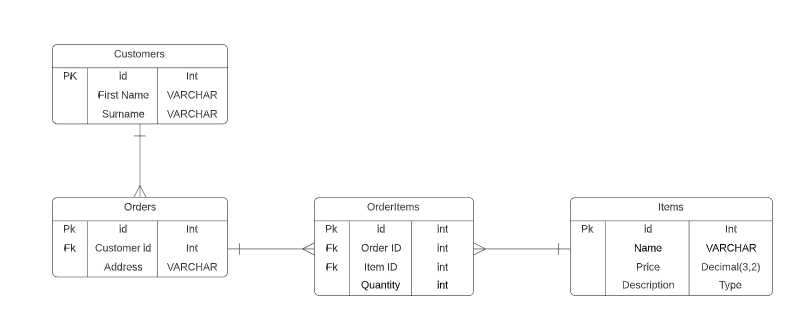 Customers
PK id Int
First Name VARCHAR
Surname VARCHAR
Orders
Pk id Int
Fk Customer id Int
Address VARCHAR
OrderItems
Pk id int
Fk Order ID int
Fk Item ID int
Quantity int
Items
Pk id Int
Name VARCHAR
Price Decimal(3,2)
Description Type